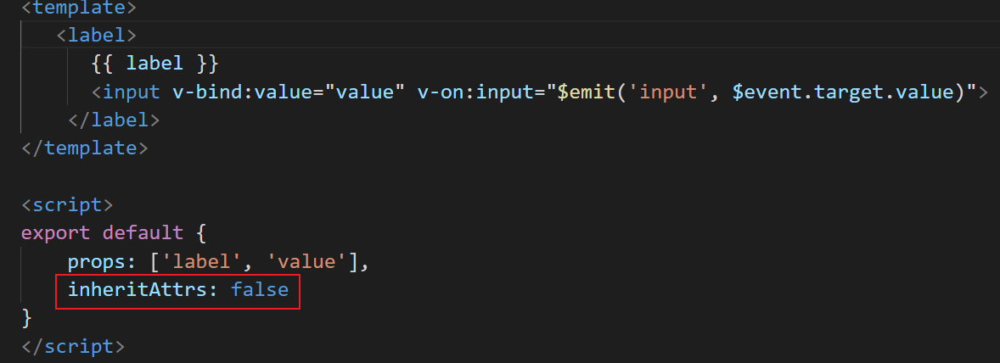 <template>
<label>
{{ label }}
<input v-bind:value="value" v-on:input="$emit('input', $event.target.value)">
</label>
</template>
<script>
export default {
props: ['label', 'value'],
inheritAttrs: false
}
</script>